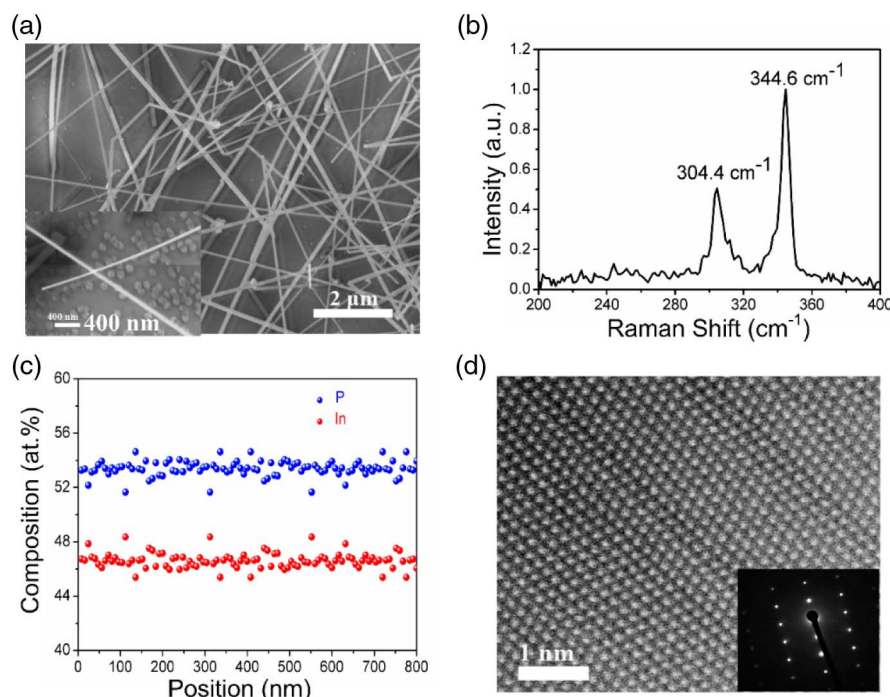 (a)
400 nm
400 nm
2 μm
(b)
1.2
1.0
0.8
0.6
0.4
0.2
0.0
Intensity (a.u.)
344.6 cm⁻¹
304.4 cm⁻¹
200
240
280
320
360
400
Raman Shift (cm⁻¹)
(c)
60
56
52
48
44
40
Composition (at.%)
P
In
0
100
200
300
400
500
600
700
800
Position (nm)
(d)
1 nm